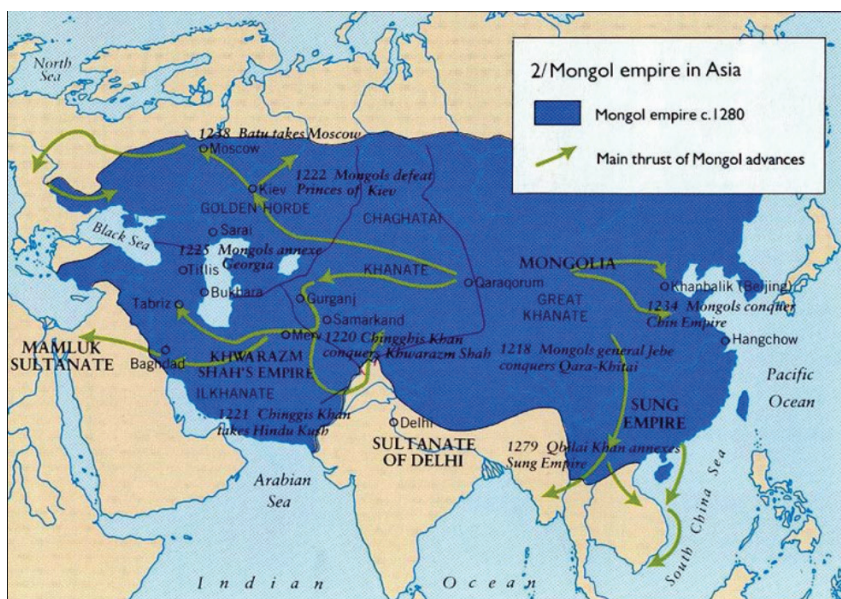 North
Sea
2/Mongol empire in Asia
Mongol empire c.1280
Main thrust of Mongol advances
1238 Batu takes Moscow
Moscow
1222 Mongols defeat
Princes of Kiev
Kiev
GOLDEN HORDE
CHAGHATAI
Black Sea
Sarai
1225 Mongols annexe
Georgia
Tiflis
KHANATE
MONGOLIA
Qaraqorum
Khanbalik (Beijing)
Bukhara
Tabriz
Gurganj
GREAT
KHANATE
1234 Mongols conquer
Chin Empire
Samarkand
Merv
1220 Chingghis Khan
conquers Khwarazm Shah
Hangchow
MAMLUK
SULTANATE
Baghdad
KHWARAZM
SHAH'S EMPIRE
1218 Mongols general Jebe
conquers Qara-Khitai
Pacific
Ocean
ILKHANATE
1221 Chinggis Khan
takes Hindu Kush
SUNG
EMPIRE
Delhi
SULTANATE
OF DELHI
1279 Qbilai Khan annexes
Sung Empire
Arabian
Sea
South China Sea
Indian Ocean